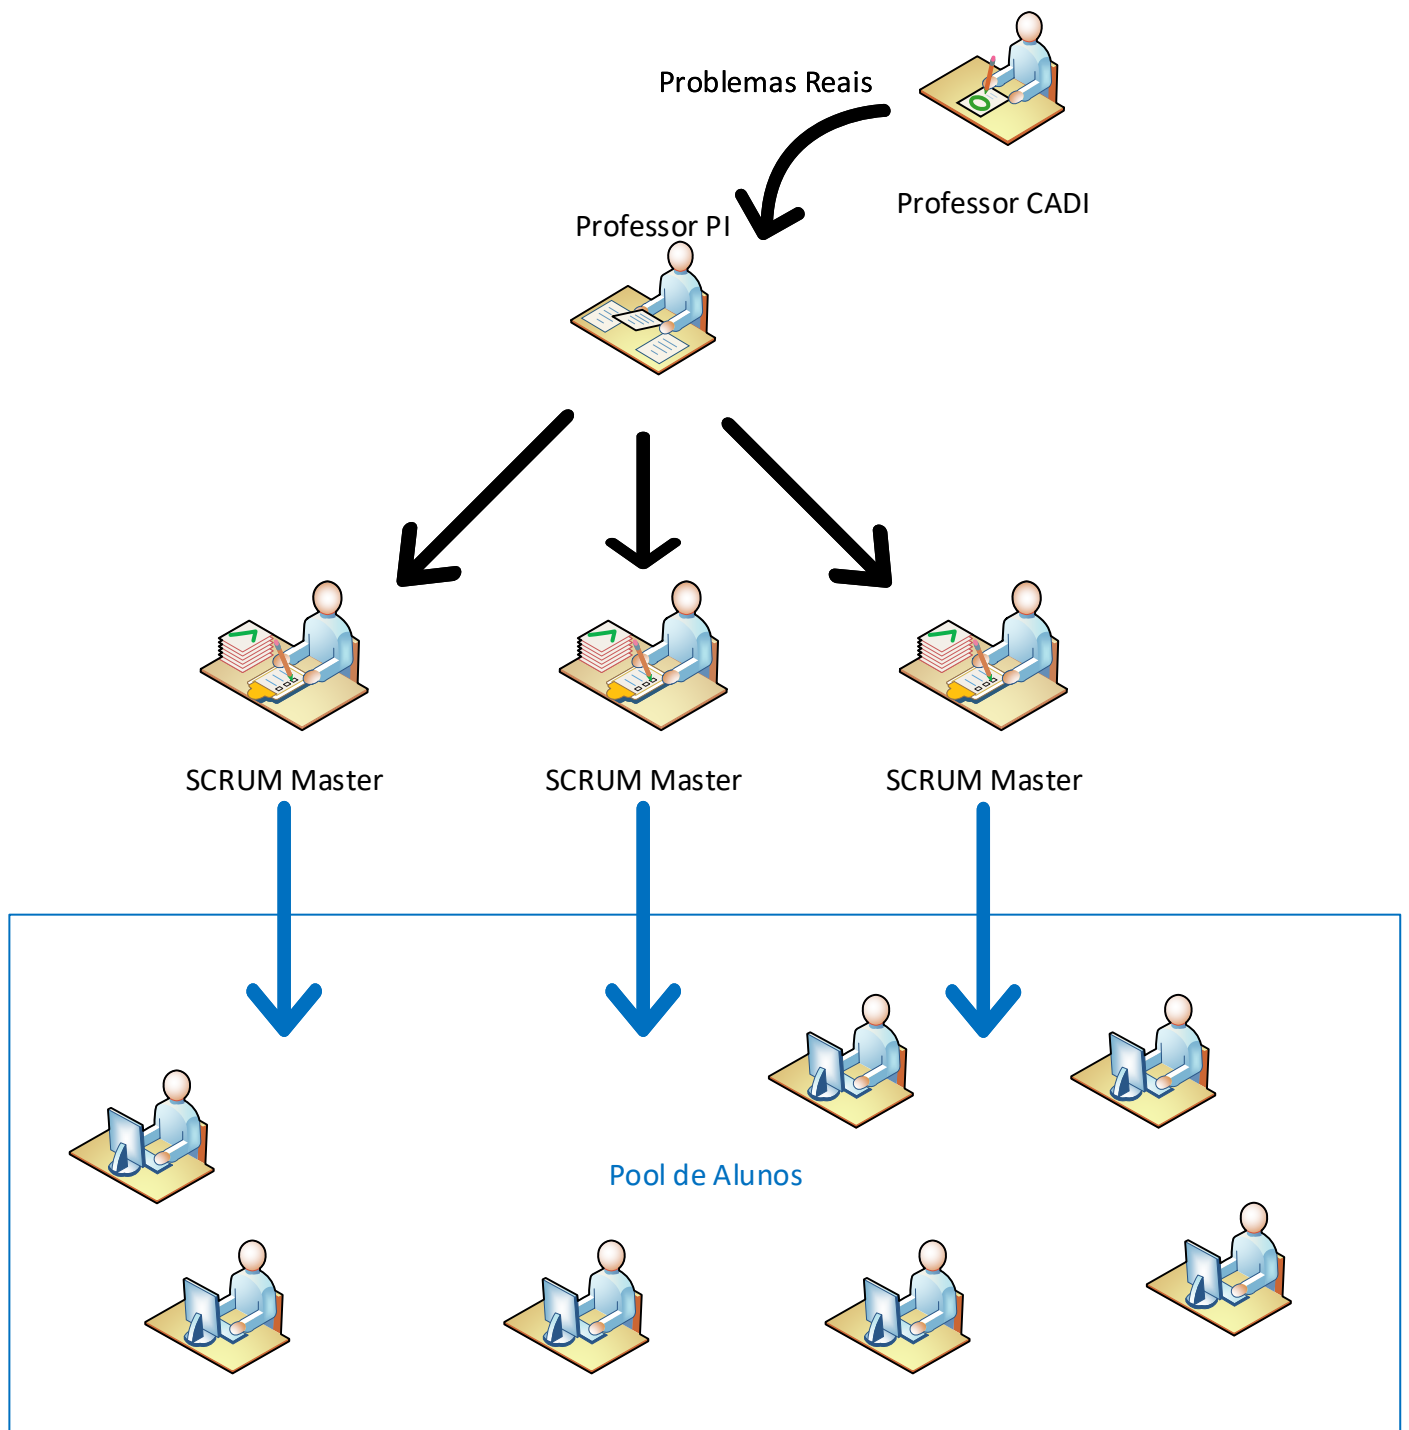 Problemas Reais
Professor CADI
Professor PI
SCRUM Master
SCRUM Master
SCRUM Master
Pool de Alunos